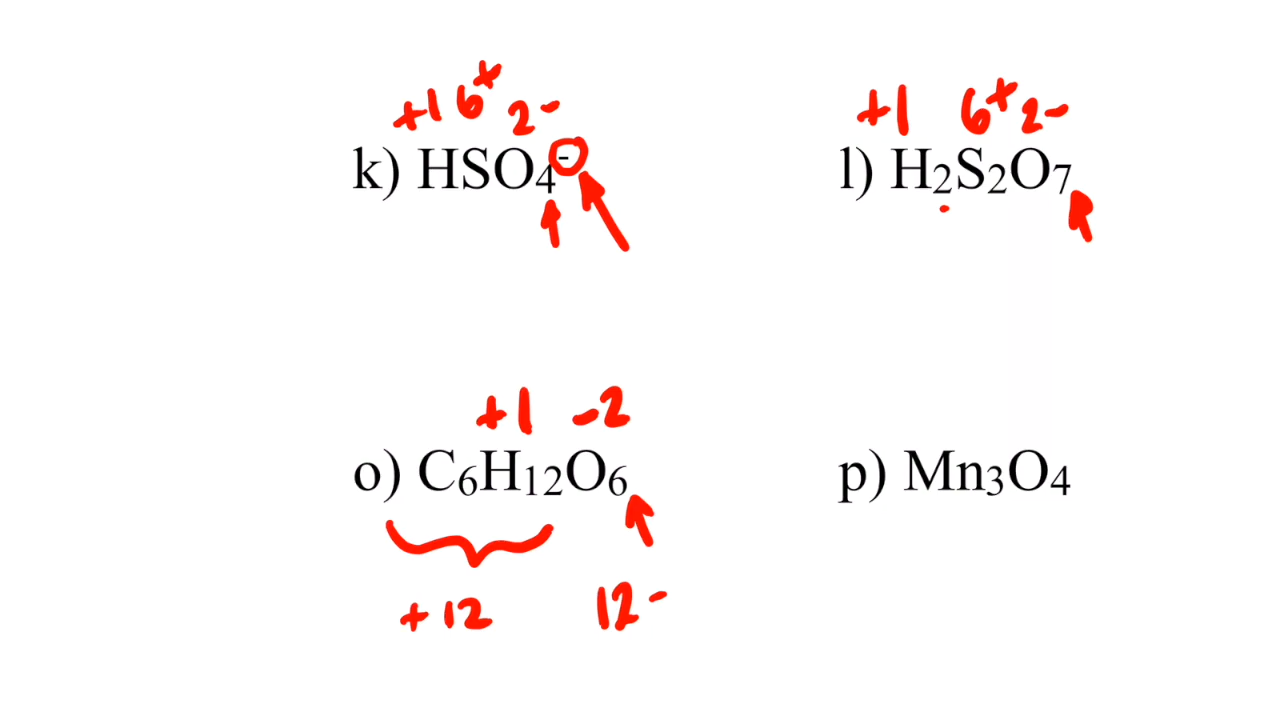 +1 6+ 2- +1 6+ 2-
k) HSO4- l) H2S2O7
+1 -2
o) C6H12O6 p) Mn3O4
+12 12-